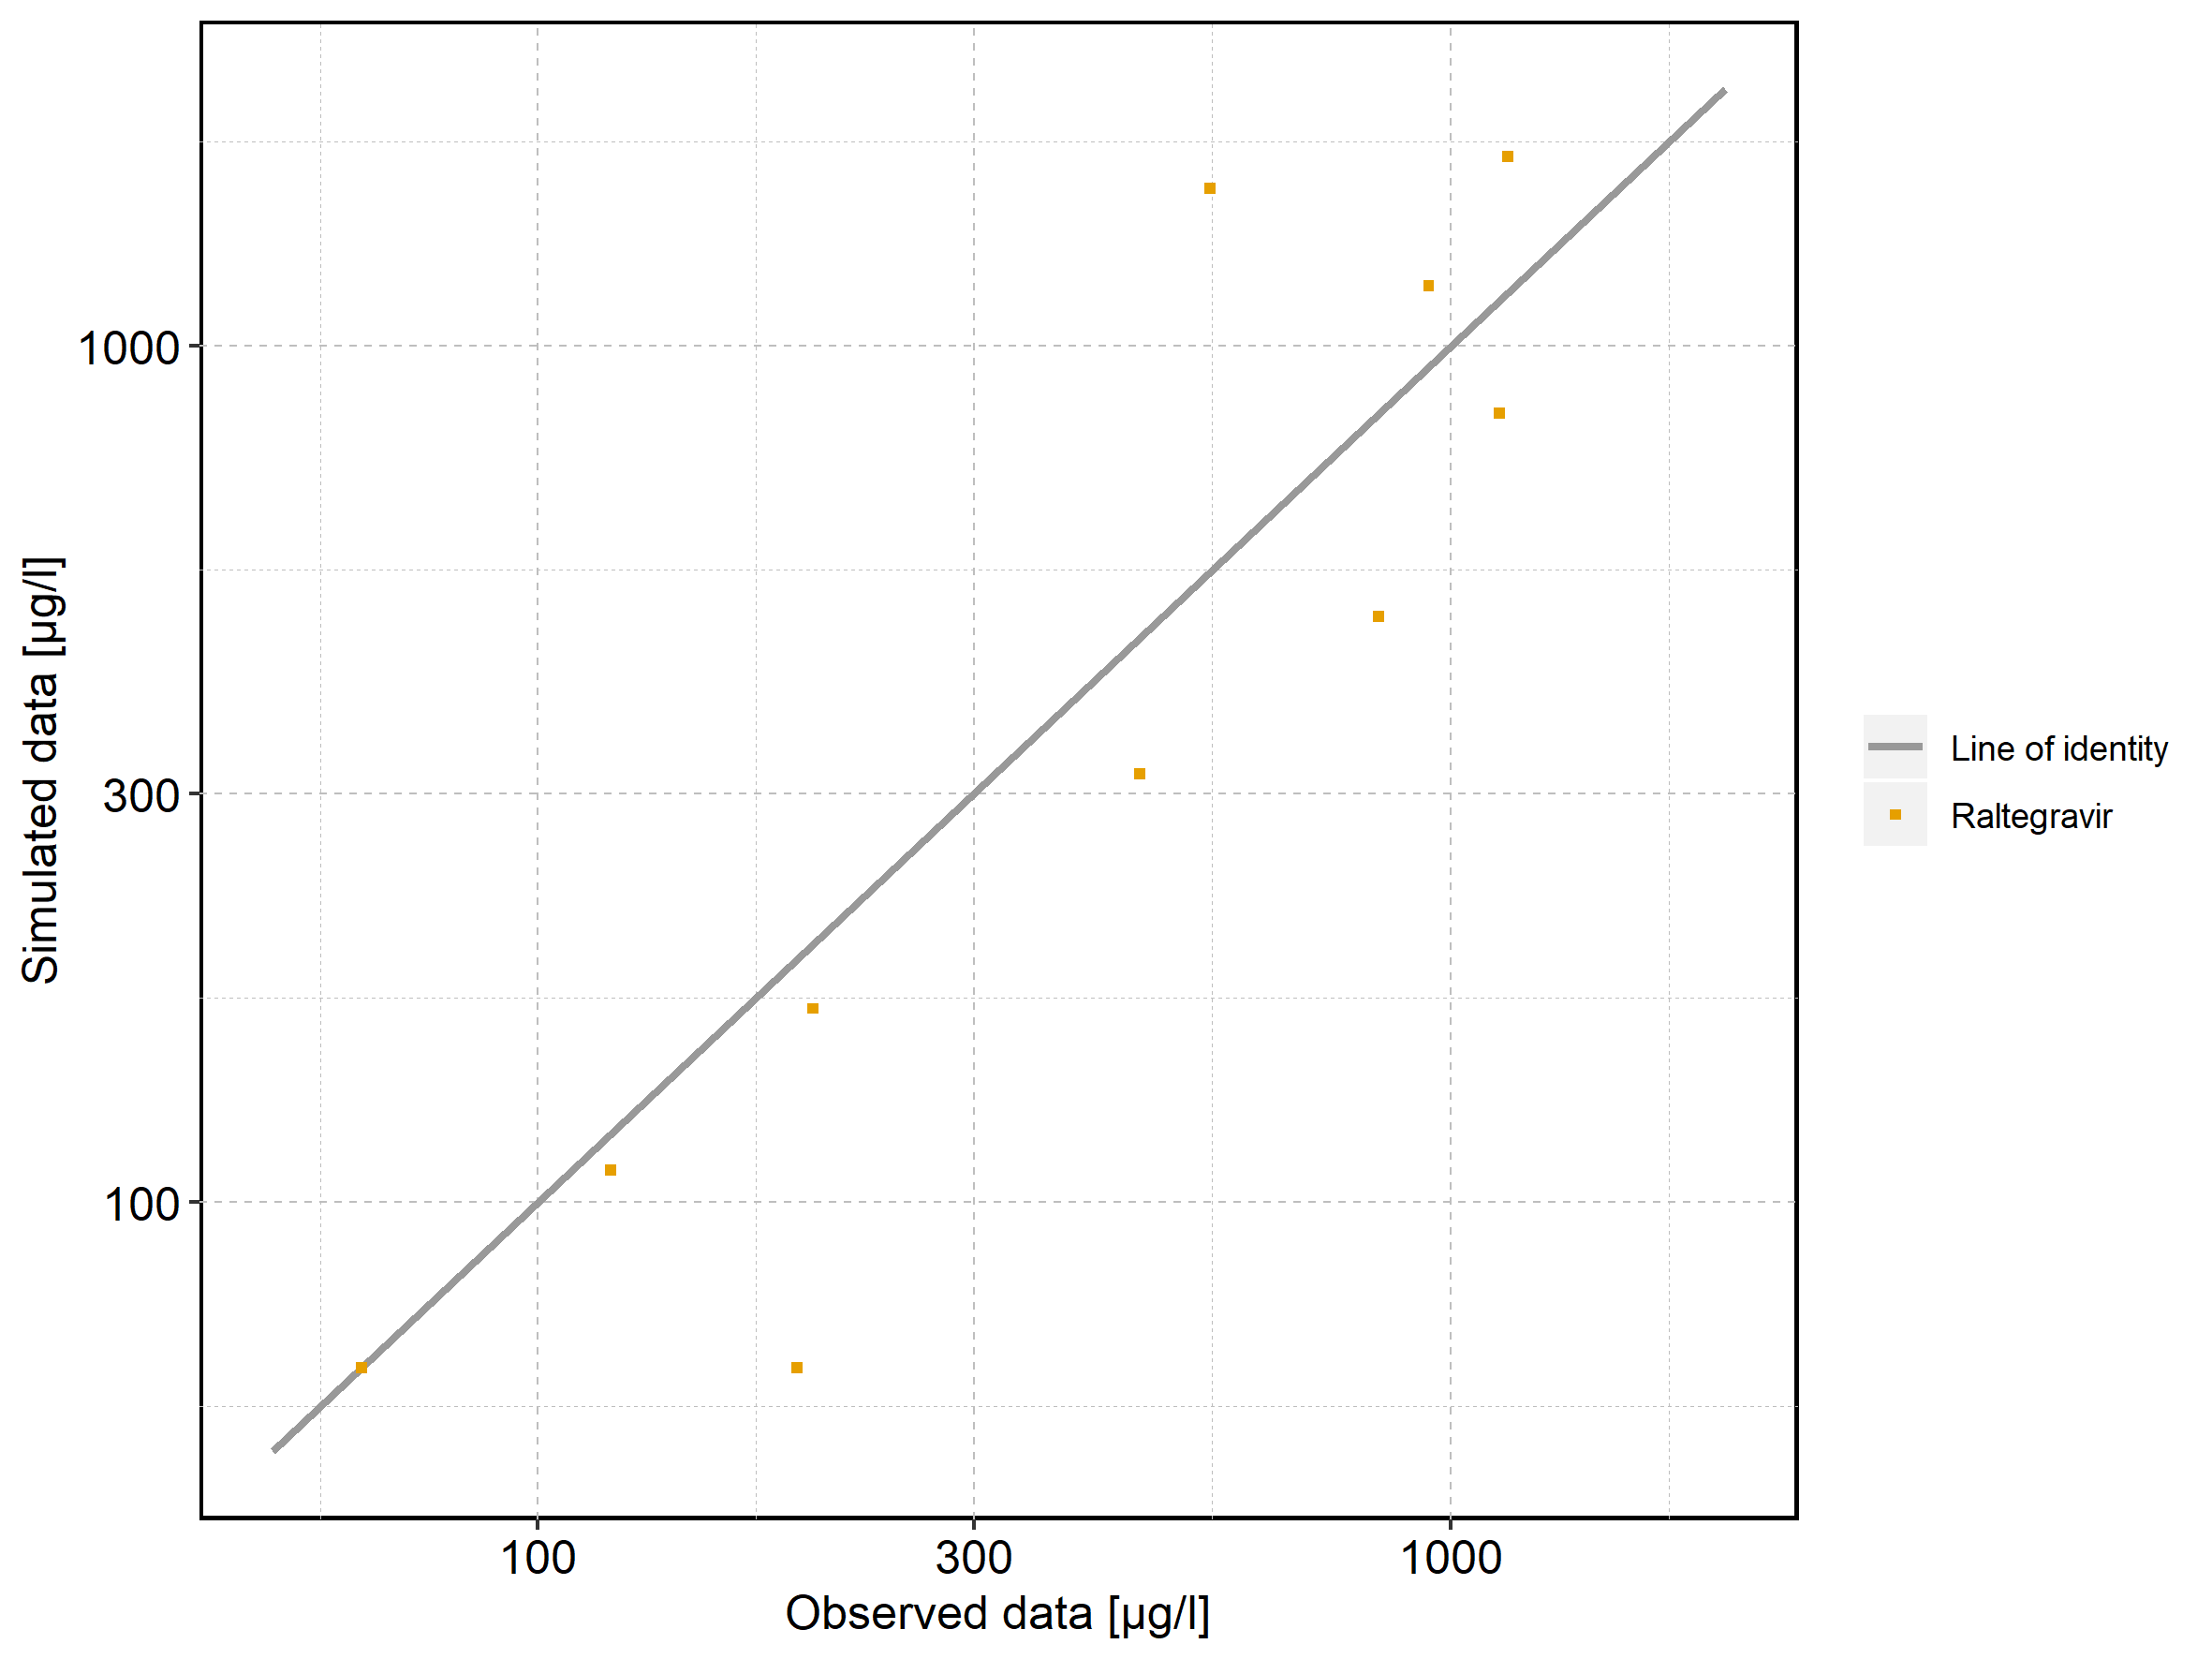 Simulated data [µg/l]
1000
300
100
100 300 1000
Observed data [µg/l]
Line of identity
Raltegravir